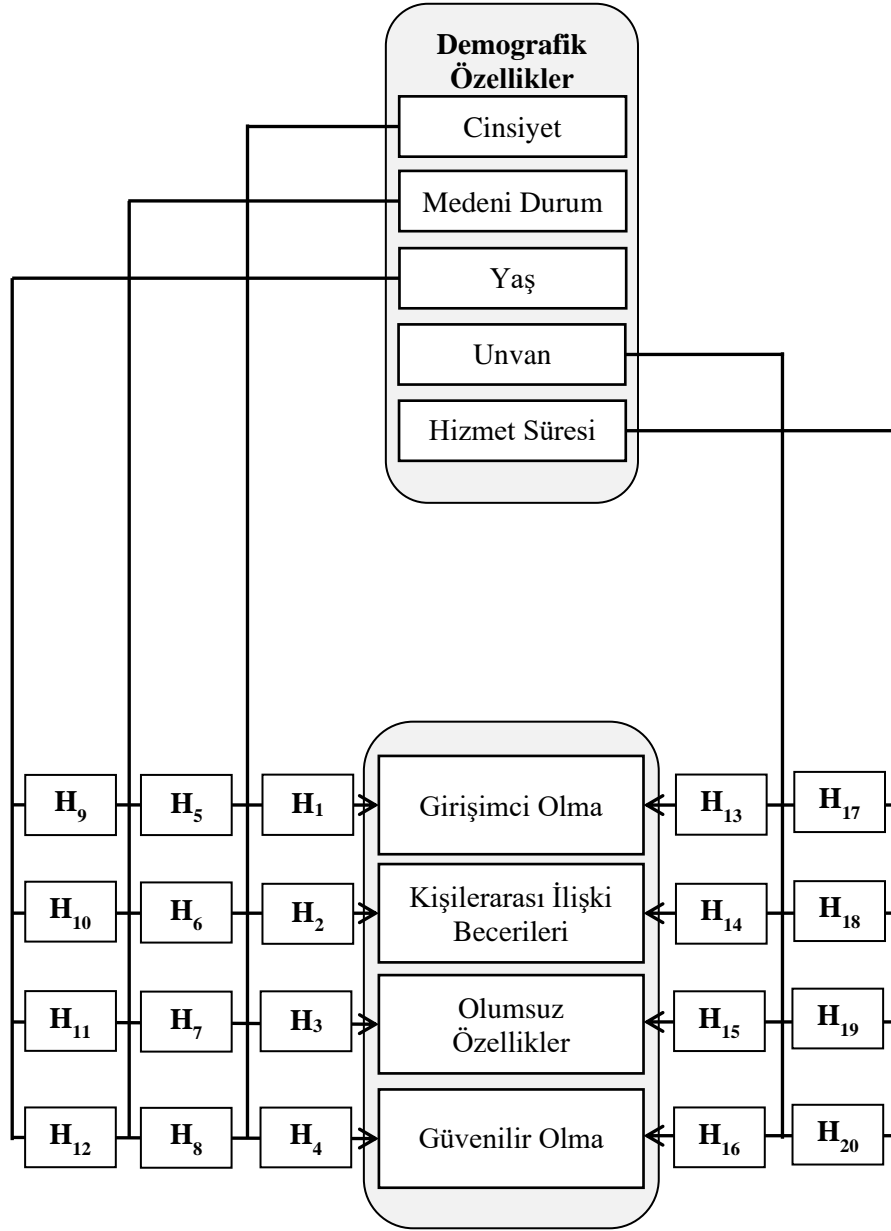 Demografik
Özellikler
Cinsiyet
Medeni Durum
Yaş
Unvan
Hizmet Süresi
H₉ H₅ H₁ Girişimci Olma H₁₃ H₁₇
H₁₀ H₆ H₂ Kişilerarası İlişki
Becerileri H₁₄ H₁₈
H₁₁ H₇ H₃ Olumsuz
Özellikler H₁₅ H₁₉
H₁₂ H₈ H₄ Güvenilir Olma H₁₆ H₂₀